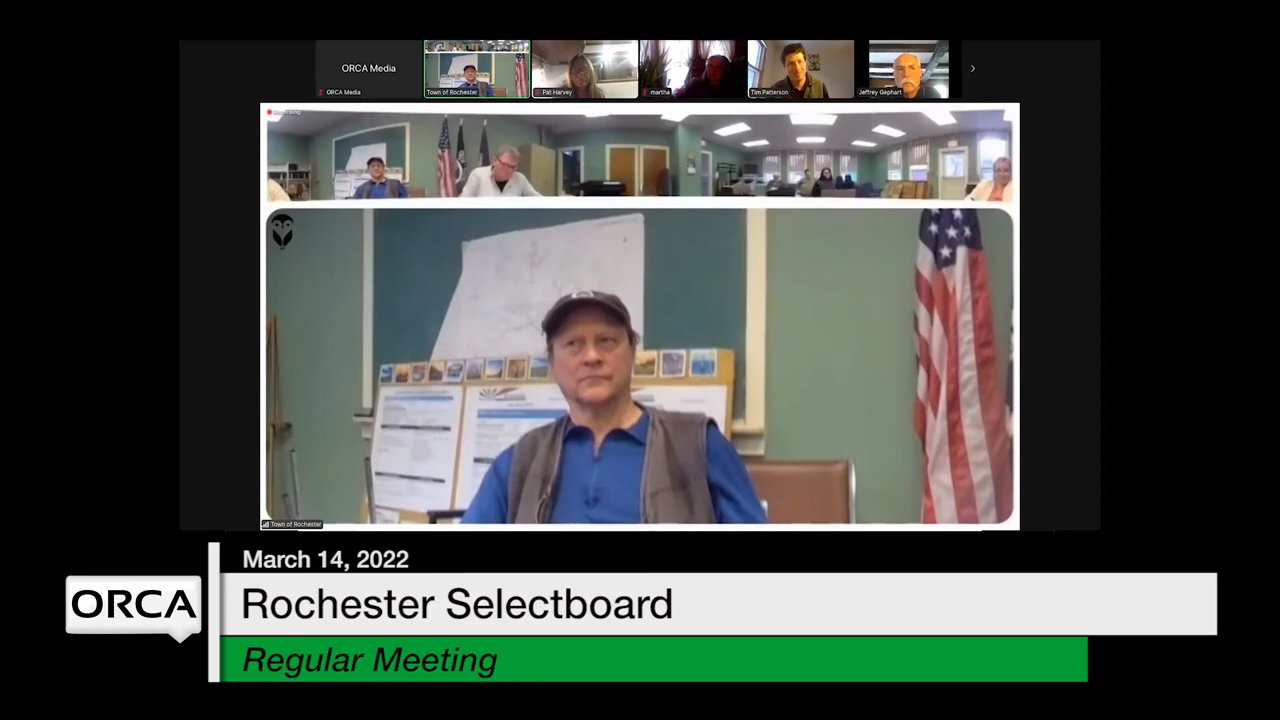 ORCA Media
ORCA Media
Town of Rochester
Pat Harvey
martha
Tim Patterson
Jeffrey Gephart
Town of Rochester
March 14, 2022
ORCA
Rochester Selectboard
Regular Meeting